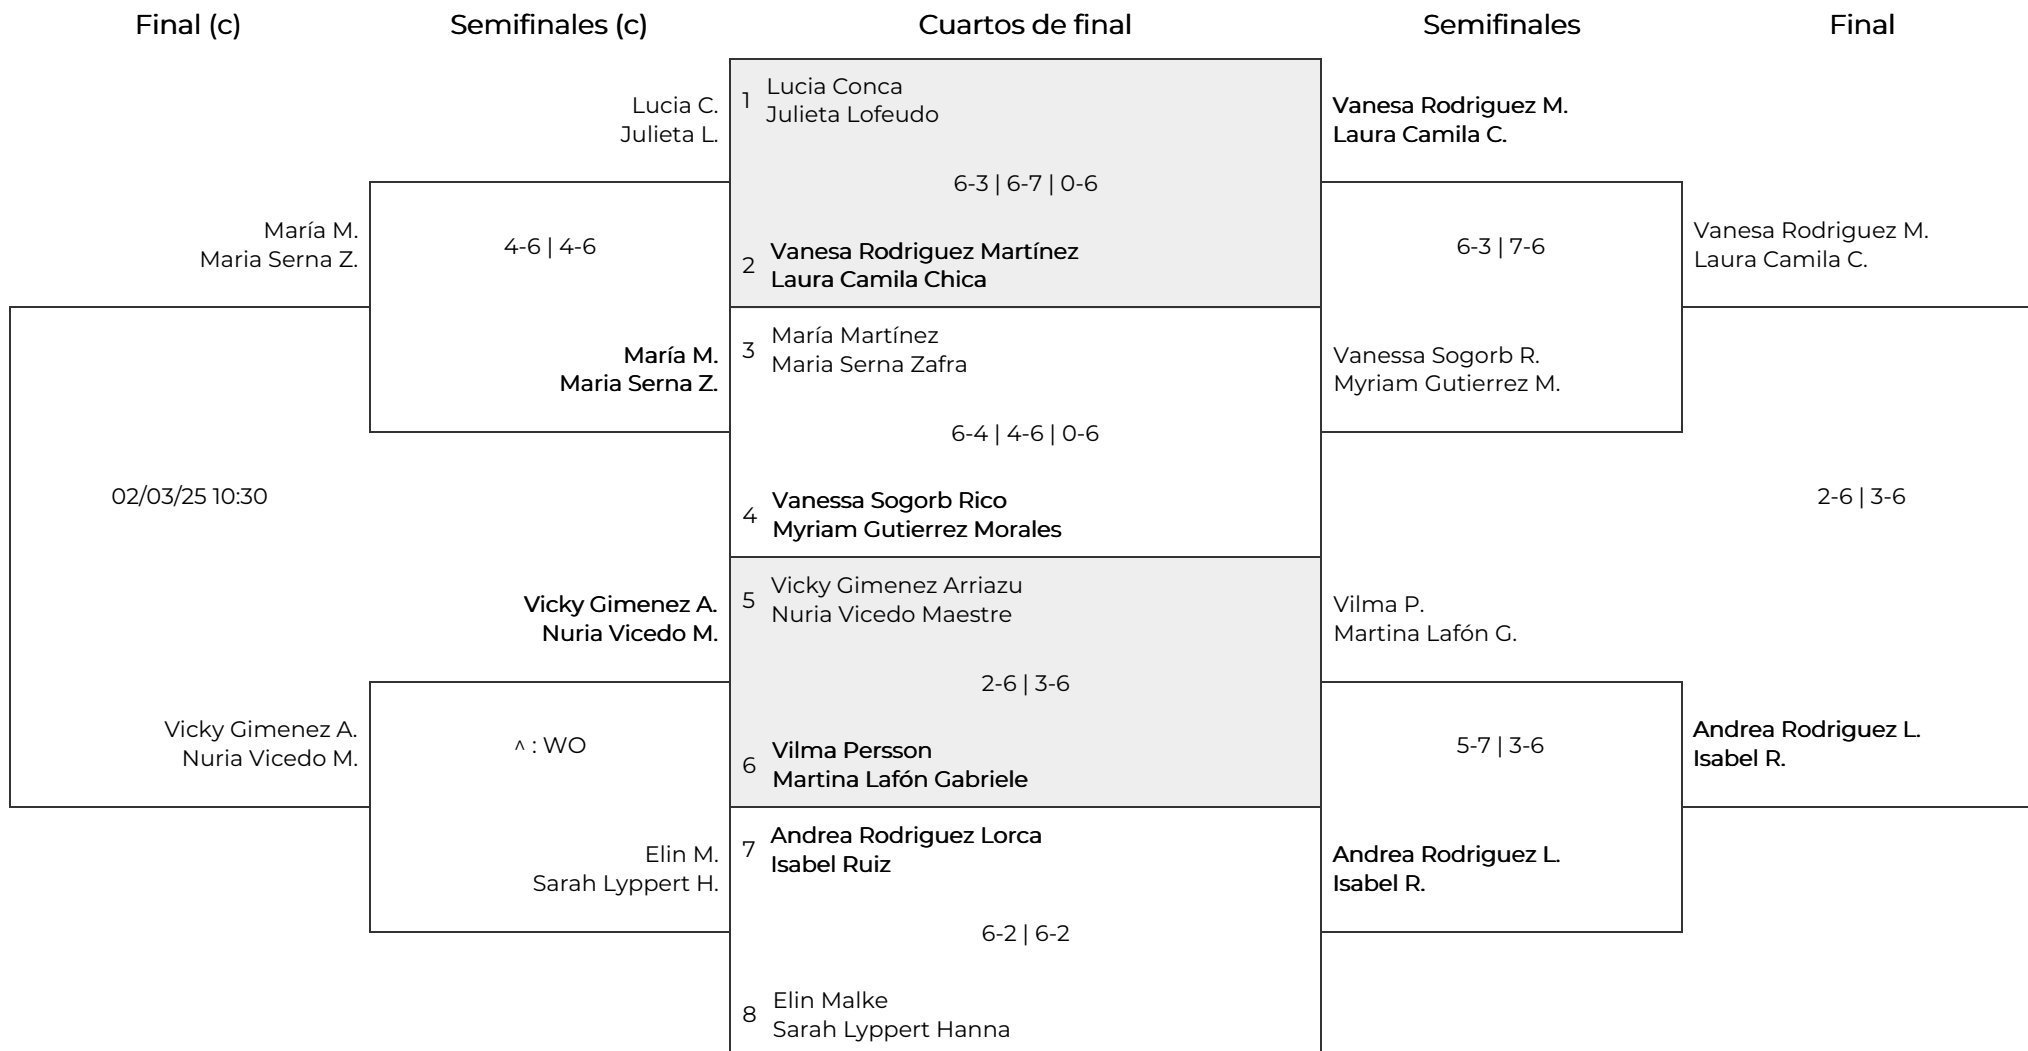 Final (c)
Semifinales (c)
Cuartos de final
Semifinales
Final
María M.
Maria Serna Z.
02/03/25 10:30
Vicky Gimenez A.
Nuria Vicedo M.
Lucia C.
Julieta L.
4-6 | 4-6
María M.
Maria Serna Z.
Vicky Gimenez A.
Nuria Vicedo M.
^ : WO
Elin M.
Sarah Lyppert H.
1
Lucia Conca
Julieta Lofeudo
6-3 | 6-7 | 0-6
2
Vanesa Rodriguez Martínez
Laura Camila Chica
3
María Martínez
Maria Serna Zafra
6-4 | 4-6 | 0-6
4
Vanessa Sogorb Rico
Myriam Gutierrez Morales
5
Vicky Gimenez Arriazu
Nuria Vicedo Maestre
2-6 | 3-6
6
Vilma Persson
Martina Lafón Gabriele
7
Andrea Rodriguez Lorca
Isabel Ruiz
6-2 | 6-2
8
Elin Malke
Sarah Lyppert Hanna
Vanesa Rodriguez M.
Laura Camila C.
6-3 | 7-6
Vanessa Sogorb R.
Myriam Gutierrez M.
Vilma P.
Martina Lafón G.
5-7 | 3-6
Andrea Rodriguez L.
Isabel R.
Vanesa Rodriguez M.
Laura Camila C.
2-6 | 3-6
Andrea Rodriguez L.
Isabel R.